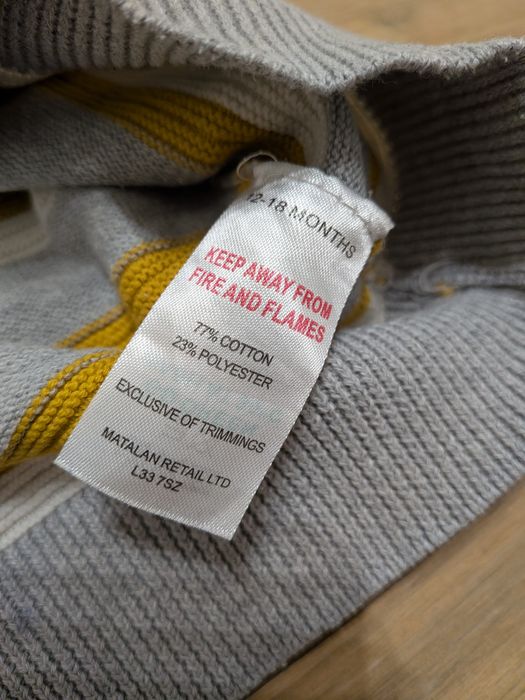 12-18 MONTHS
KEEP AWAY FROM
FIRE AND FLAMES
77% COTTON
23% POLYESTER
EXCLUSIVE OF TRIMMINGS
MATALAN RETAIL LTD
L33 7SZ